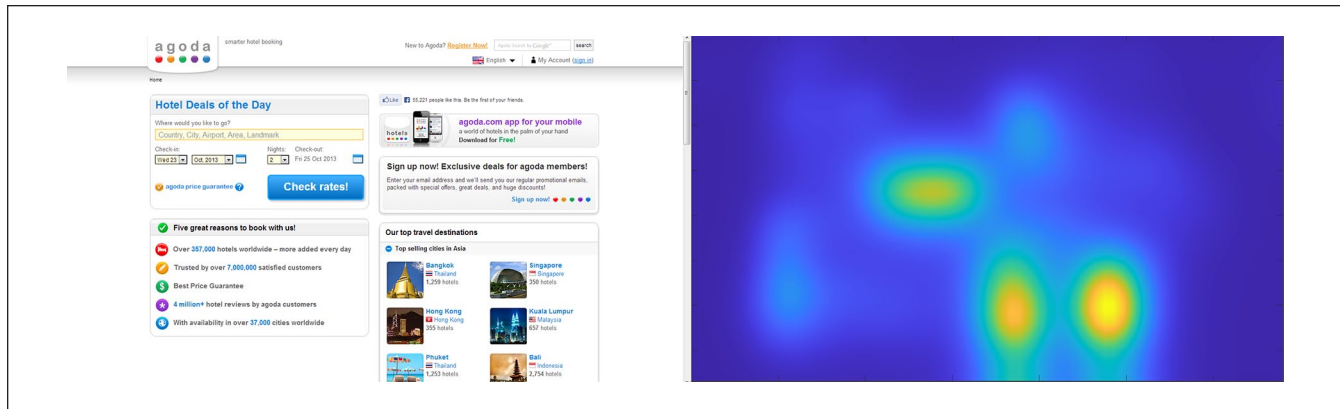 agoda
smarter hotel booking
New to Agoda? Register Now!
search
English
My Account (sign in)
Home
Hotel Deals of the Day
Where would you like to go?
Country, City, Airport, Area, Landmark
Check-in:
Nights:
Check-out:
Wed 23
Oct, 2013
2
Fri 25 Oct 2013
agoda price guarantee ?
Check rates!
Five great reasons to book with us!
Over 357,000 hotels worldwide – more added every day
Trusted by over 7,000,000 satisfied customers
$
Best Price Guarantee
4 million+ hotel reviews by agoda customers
With availability in over 37,000 cities worldwide
Like
f
55,221 people like this. Be the first of your friends.
hotels
agoda.com app for your mobile
a world of hotels in the palm of your hand
Download for Free!
Sign up now! Exclusive deals for agoda members!
Enter your email address and we'll send you our regular promotional emails,
packed with special offers, great deals, and huge discounts!
Sign up now!
Our top travel destinations
Top selling cities in Asia
Bangkok
Thailand
1,259 hotels
Singapore
Singapore
350 hotels
Hong Kong
Hong Kong
355 hotels
Kuala Lumpur
Malaysia
657 hotels
Phuket
Thailand
1,253 hotels
Bali
Indonesia
2,754 hotels